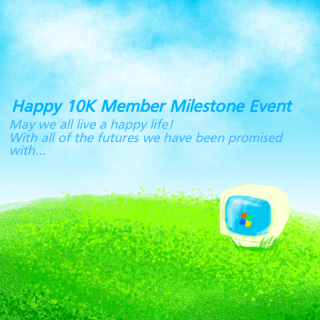 Happy 10K Member Milestone Event
May we all live a happy life!
With all of the futures we have been promised
with...